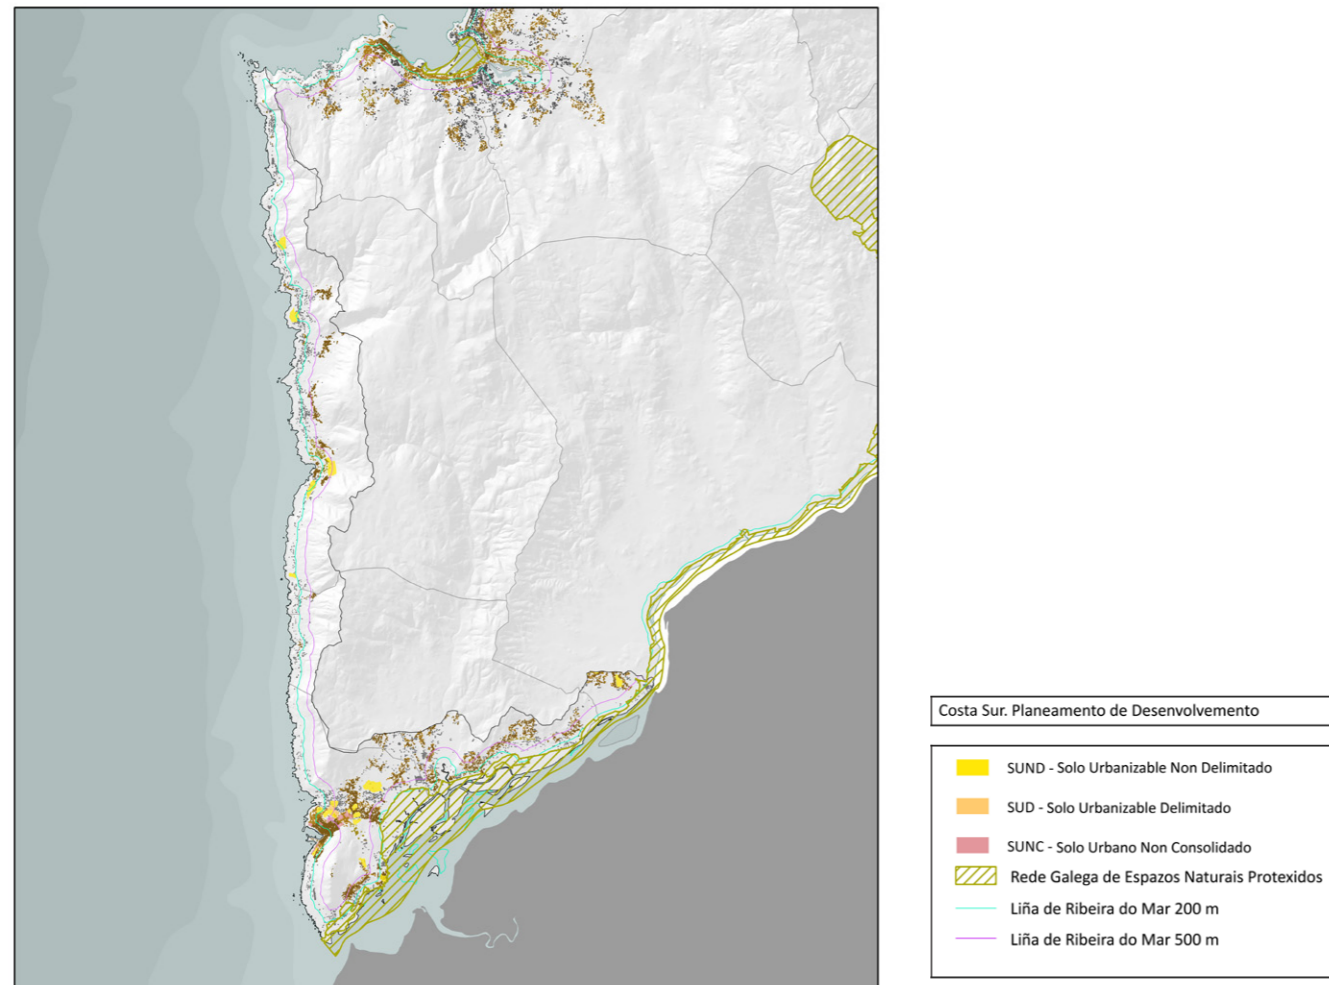 Costa Sur. Planeamento de Desenvolvemento
SUND - Solo Urbanizable Non Delimitado
SUD - Solo Urbanizable Delimitado
SUNC - Solo Urbano Non Consolidado
Rede Galega de Espazos Naturais Protexidos
Liña de Ribeira do Mar 200 m
Liña de Ribeira do Mar 500 m